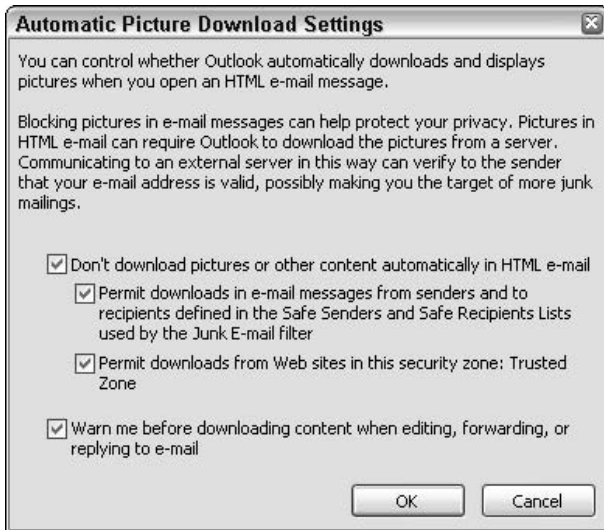 Automatic Picture Download Settings
You can control whether Outlook automatically downloads and displays
pictures when you open an HTML e-mail message.
Blocking pictures in e-mail messages can help protect your privacy. Pictures in
HTML e-mail can require Outlook to download the pictures from a server.
Communicating to an external server in this way can verify to the sender
that your e-mail address is valid, possibly making you the target of more junk
mailings.
Don't download pictures or other content automatically in HTML e-mail
Permit downloads in e-mail messages from senders and to
recipients defined in the Safe Senders and Safe Recipients Lists
used by the Junk E-mail filter
Permit downloads from Web sites in this security zone: Trusted
Zone
Warn me before downloading content when editing, forwarding, or
replying to e-mail
OK Cancel